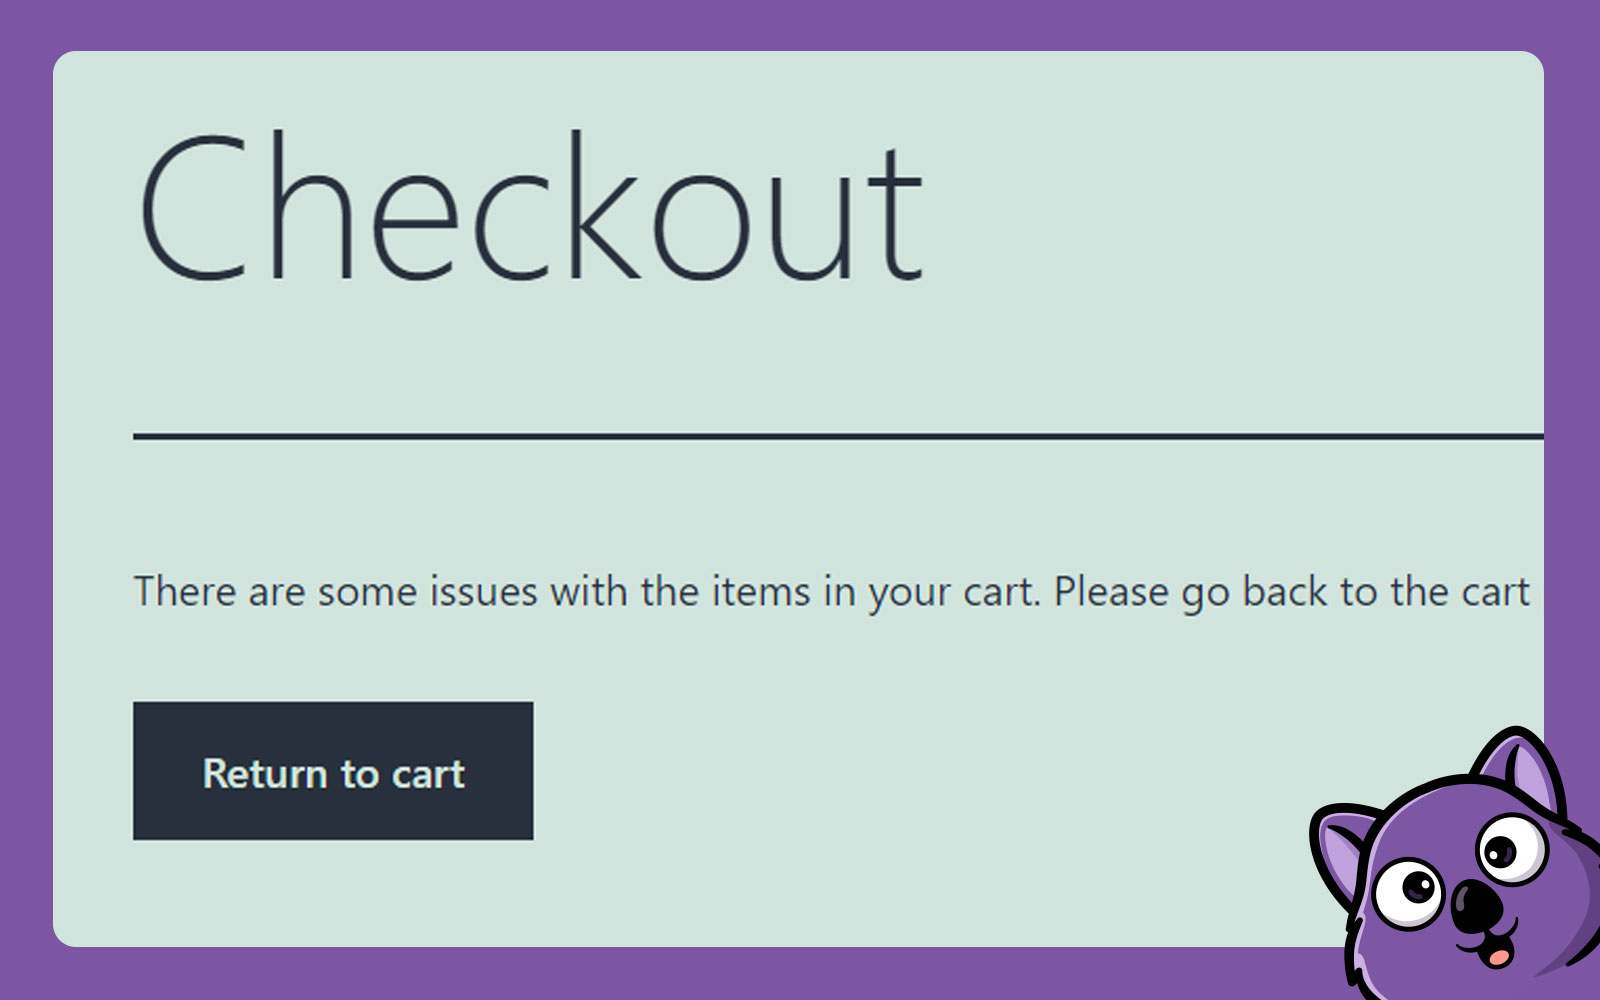 Checkout
There are some issues with the items in your cart. Please go back to the cart
Return to cart